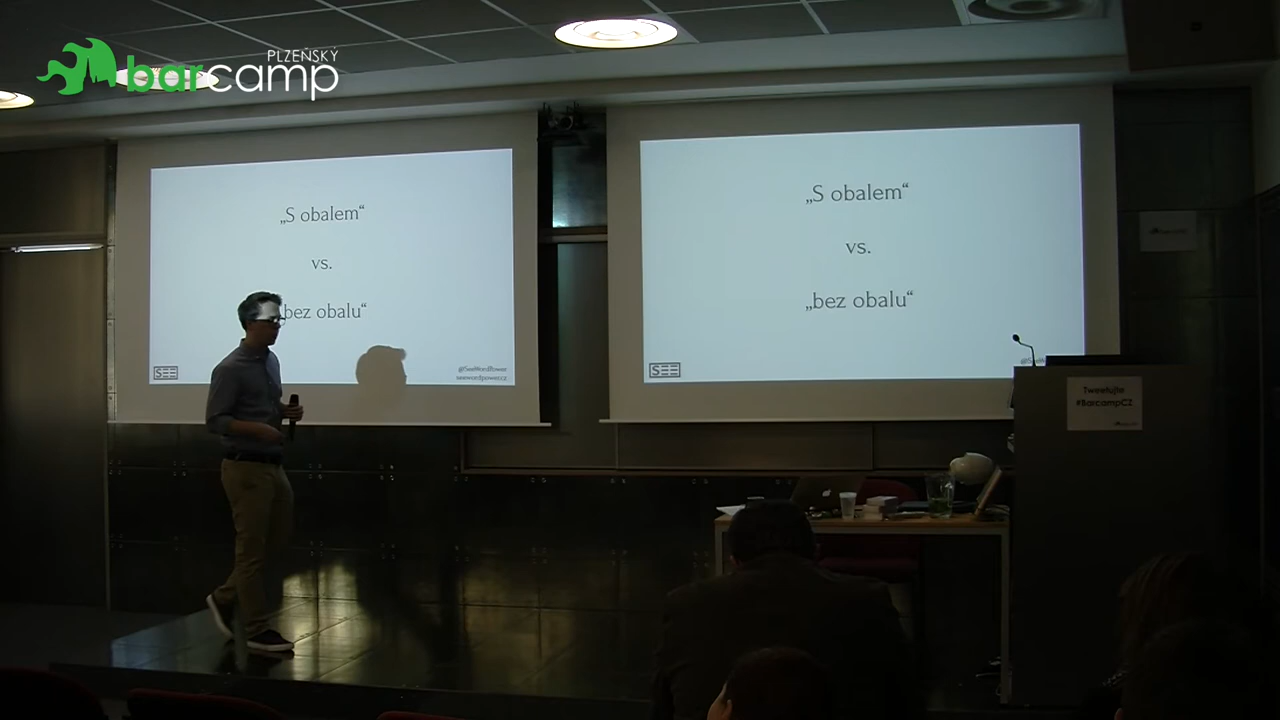 PLZEŇSKÝ
barcamp
„S obalem“
vs.
bez obalu“
SEE
@SeeWordPower
seewordpower.cz
„S obalem“
vs.
„bez obalu“
SEE
Tweetujte
#BarcampCZ